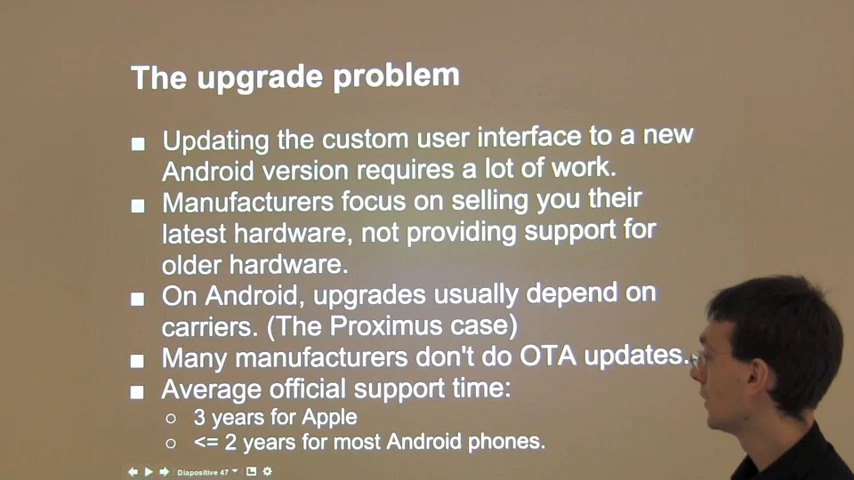 The upgrade problem
Updating the custom user interface to a new
Android version requires a lot of work.
Manufacturers focus on selling you their
latest hardware, not providing support for
older hardware.
On Android, upgrades usually depend on
carriers. (The Proximus case)
Many manufacturers don't do OTA updates.
Average official support time:
3 years for Apple
<= 2 years for most Android phones.
Diapositive 47